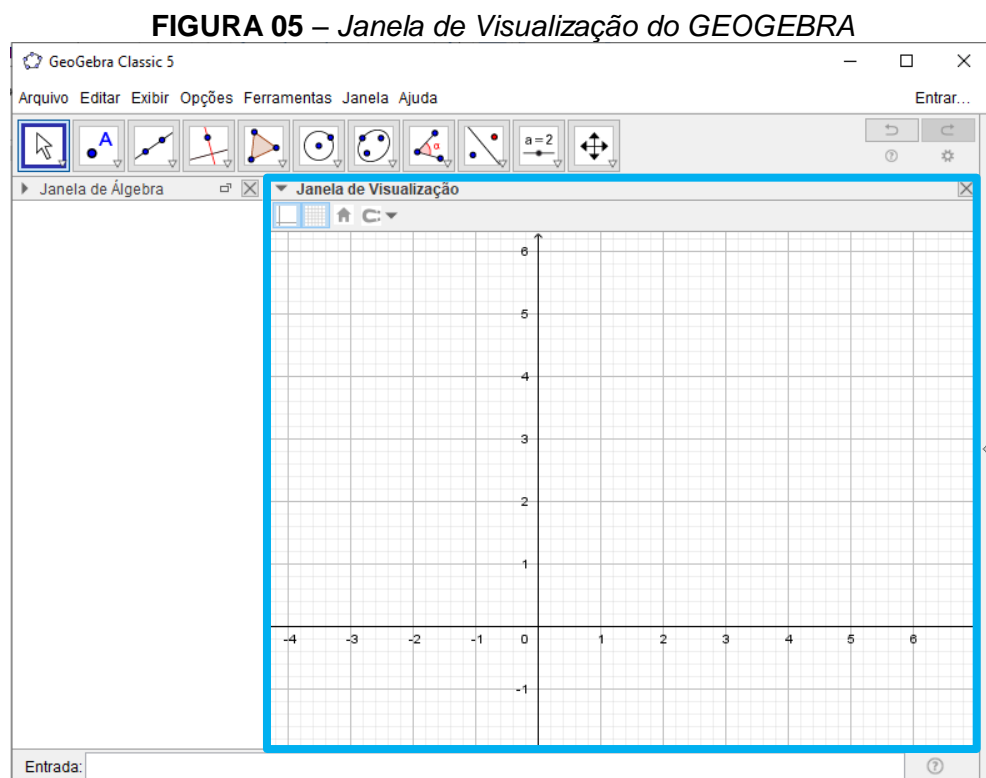 FIGURA 05 – Janela de Visualização do GEOGEBRA
GeoGebra Classic 5
Arquivo Editar Exibir Opções Ferramentas Janela Ajuda Entrar...
A α a=2
Janela de Álgebra
Janela de Visualização
6
5
4
3
2
1
-4 -3 -2 -1 0 1 2 3 4 5 6
-1
Entrada: